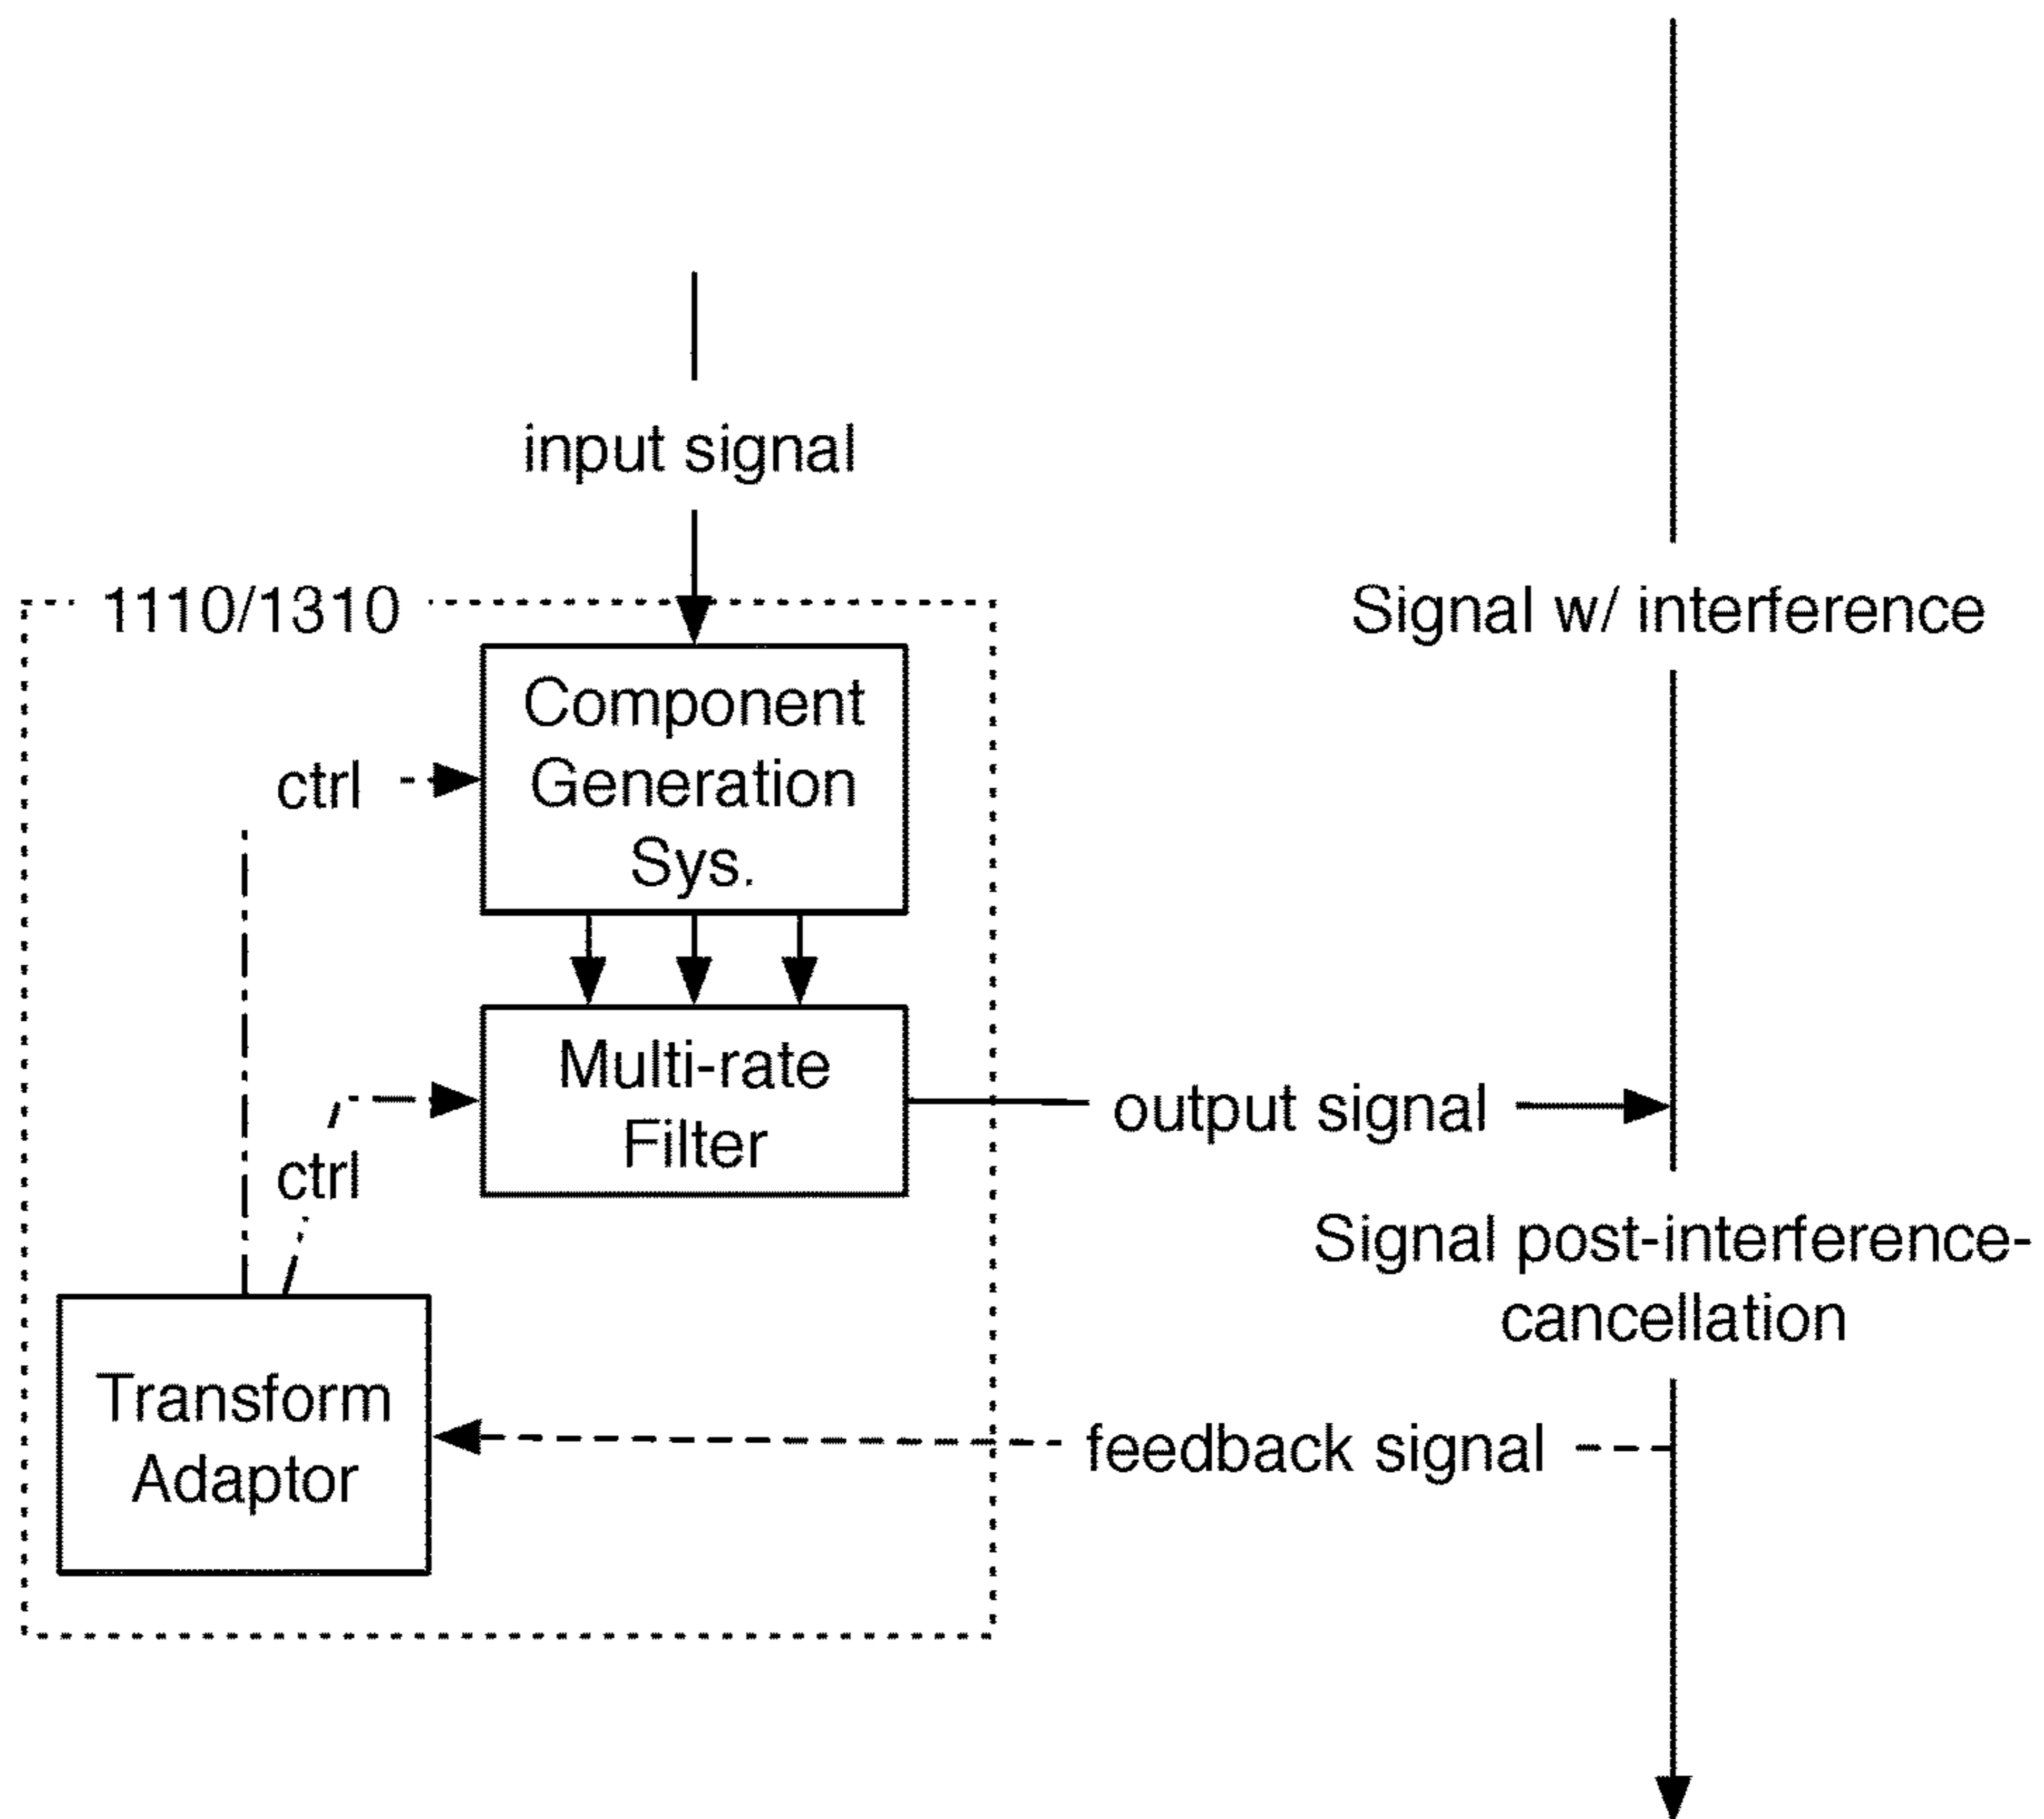 input signal
1110/1310
Signal w/ interference
Component
Generation
Sys.
ctrl
Multi-rate
Filter
output signal
ctrl
Signal post-interference-
cancellation
Transform
Adaptor
feedback signal